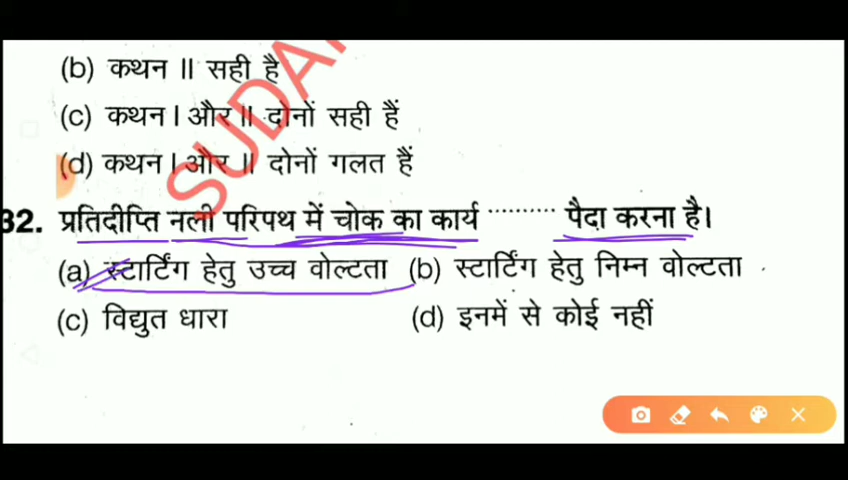 (b) कथन II सही है
(c) कथन I और II दोनों सही हैं
(d) कथन I और II दोनों गलत हैं
32. प्रतिदीप्ति नली परिपथ में चोक का कार्य ·········· पैदा करना है।
(a) स्टार्टिंग हेतु उच्च वोल्टता (b) स्टार्टिंग हेतु निम्न वोल्टता
(c) विद्युत धारा (d) इनमें से कोई नहीं